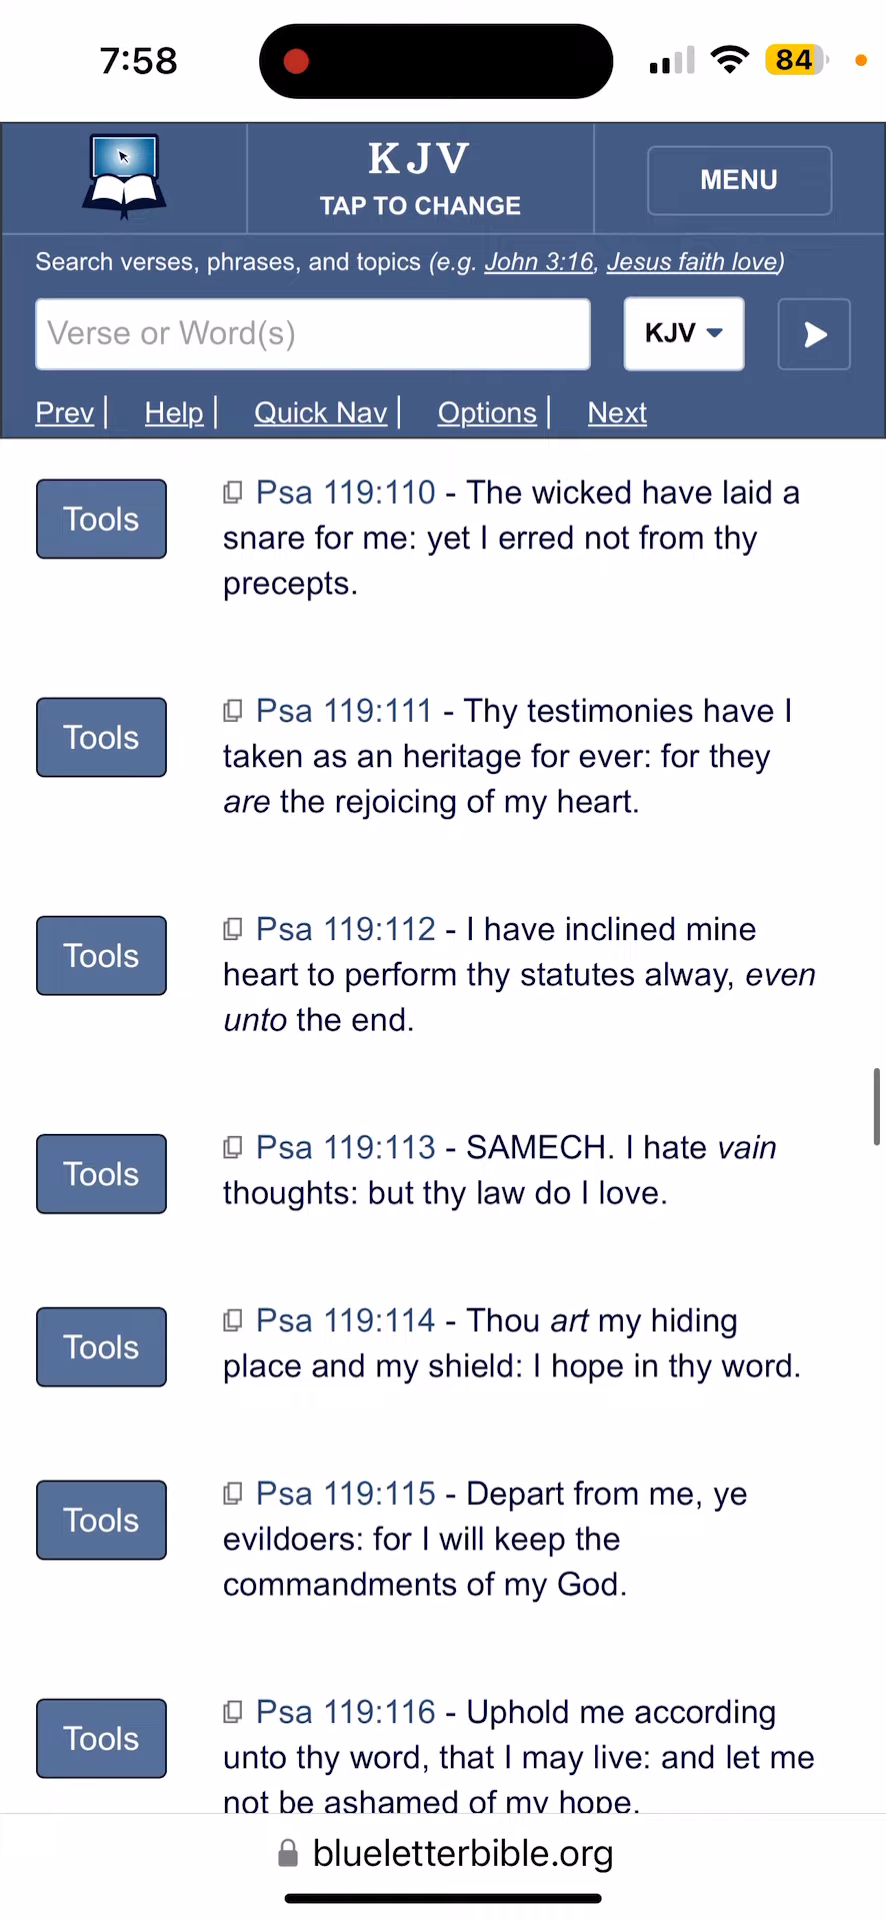 7:58
84
KJV
TAP TO CHANGE
MENU
Search verses, phrases, and topics (e.g. John 3:16, Jesus faith love)
Verse or Word(s)
KJV
Prev | Help | Quick Nav | Options | Next
Tools
Psa 119:110 - The wicked have laid a
snare for me: yet I erred not from thy
precepts.
Tools
Psa 119:111 - Thy testimonies have I
taken as an heritage for ever: for they
are the rejoicing of my heart.
Tools
Psa 119:112 - I have inclined mine
heart to perform thy statutes alway, even
unto the end.
Tools
Psa 119:113 - SAMECH. I hate vain
thoughts: but thy law do I love.
Tools
Psa 119:114 - Thou art my hiding
place and my shield: I hope in thy word.
Tools
Psa 119:115 - Depart from me, ye
evildoers: for I will keep the
commandments of my God.
Tools
Psa 119:116 - Uphold me according
unto thy word, that I may live: and let me
not be ashamed of my hope.
blueletterbible.org